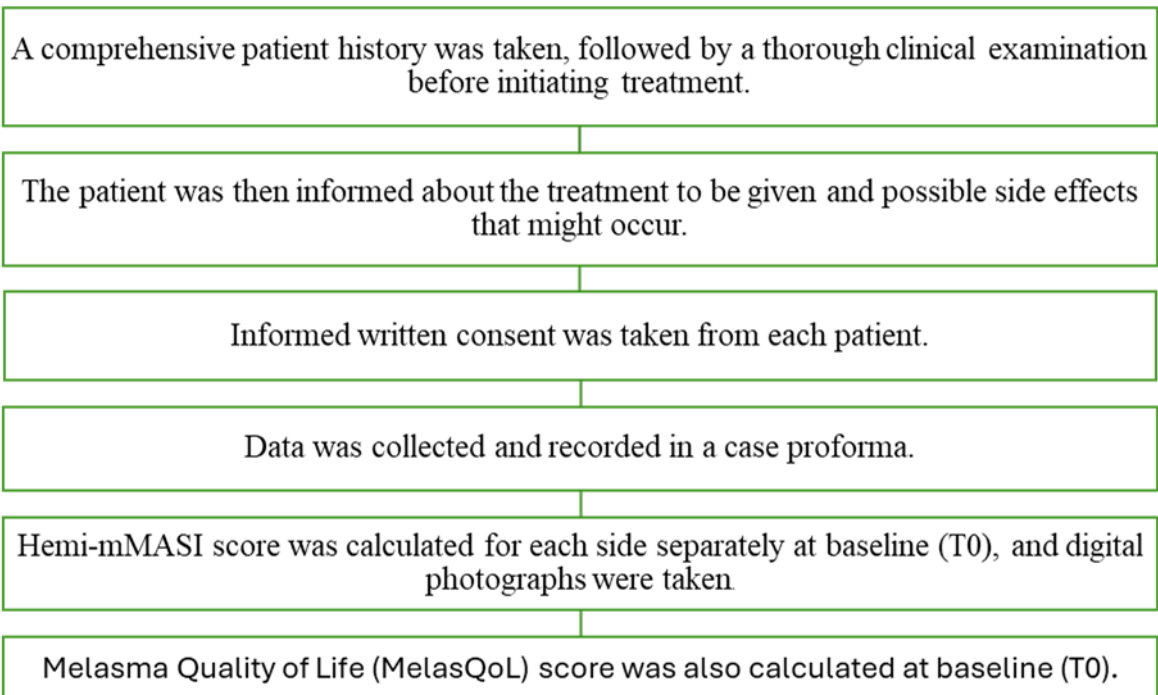 A comprehensive patient history was taken, followed by a thorough clinical examination
before initiating treatment.
The patient was then informed about the treatment to be given and possible side effects
that might occur.
Informed written consent was taken from each patient.
Data was collected and recorded in a case proforma.
Hemi-mMASI score was calculated for each side separately at baseline (T0), and digital
photographs were taken.
Melasma Quality of Life (MelasQoL) score was also calculated at baseline (T0).